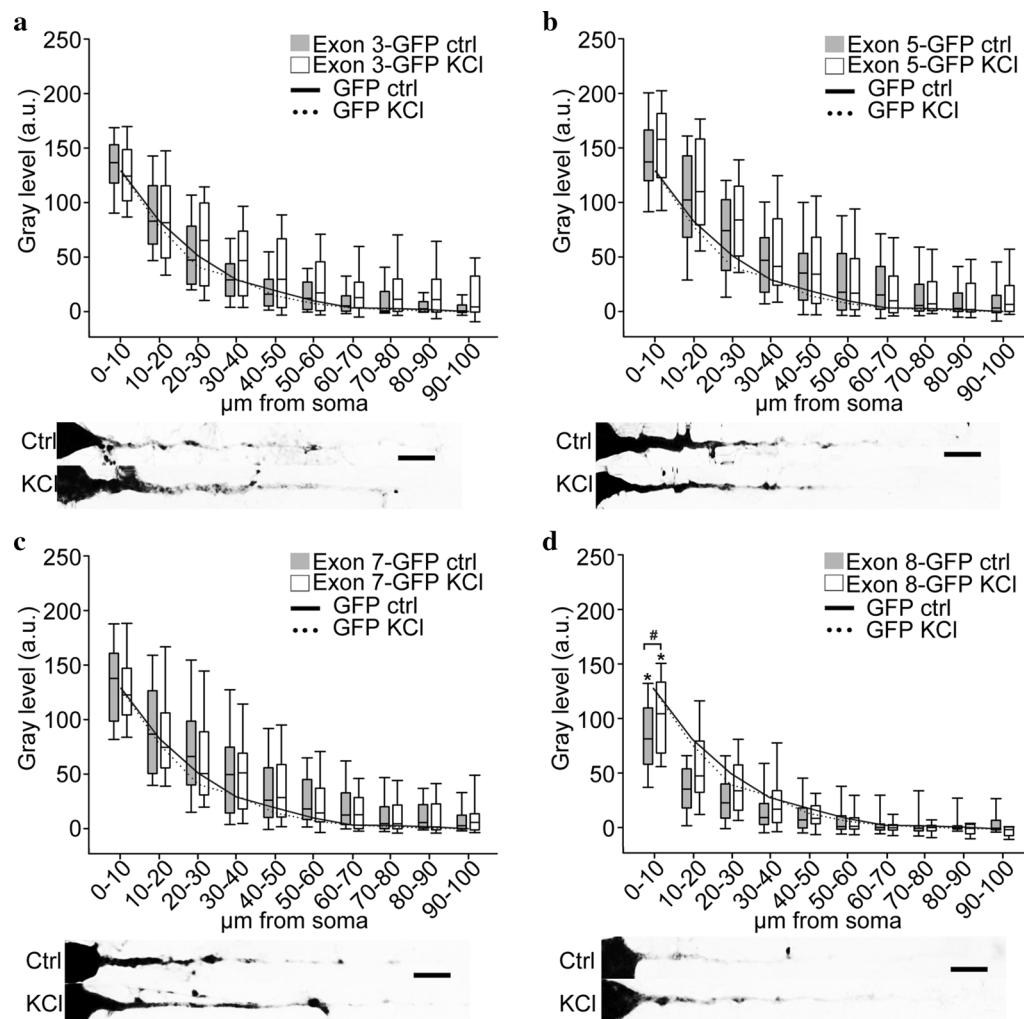 a
250
200
150
100
50
0
Gray level (a.u.)
Exon 3-GFP ctrl
Exon 3-GFP KCl
GFP ctrl
GFP KCl
0-10 10-20 20-30 30-40 40-50 50-60 60-70 70-80 80-90 90-100
µm from soma
Ctrl
KCl
b
250
200
150
100
50
0
Gray level (a.u.)
Exon 5-GFP ctrl
Exon 5-GFP KCl
GFP ctrl
GFP KCl
0-10 10-20 20-30 30-40 40-50 50-60 60-70 70-80 80-90 90-100
µm from soma
Ctrl
KCl
c
250
200
150
100
50
0
Gray level (a.u.)
Exon 7-GFP ctrl
Exon 7-GFP KCl
GFP ctrl
GFP KCl
0-10 10-20 20-30 30-40 40-50 50-60 60-70 70-80 80-90 90-100
µm from soma
Ctrl
KCl
d
250
200
150
100
50
0
Gray level (a.u.)
Exon 8-GFP ctrl
Exon 8-GFP KCl
GFP ctrl
GFP KCl
#
* *
0-10 10-20 20-30 30-40 40-50 50-60 60-70 70-80 80-90 90-100
µm from soma
Ctrl
KCl